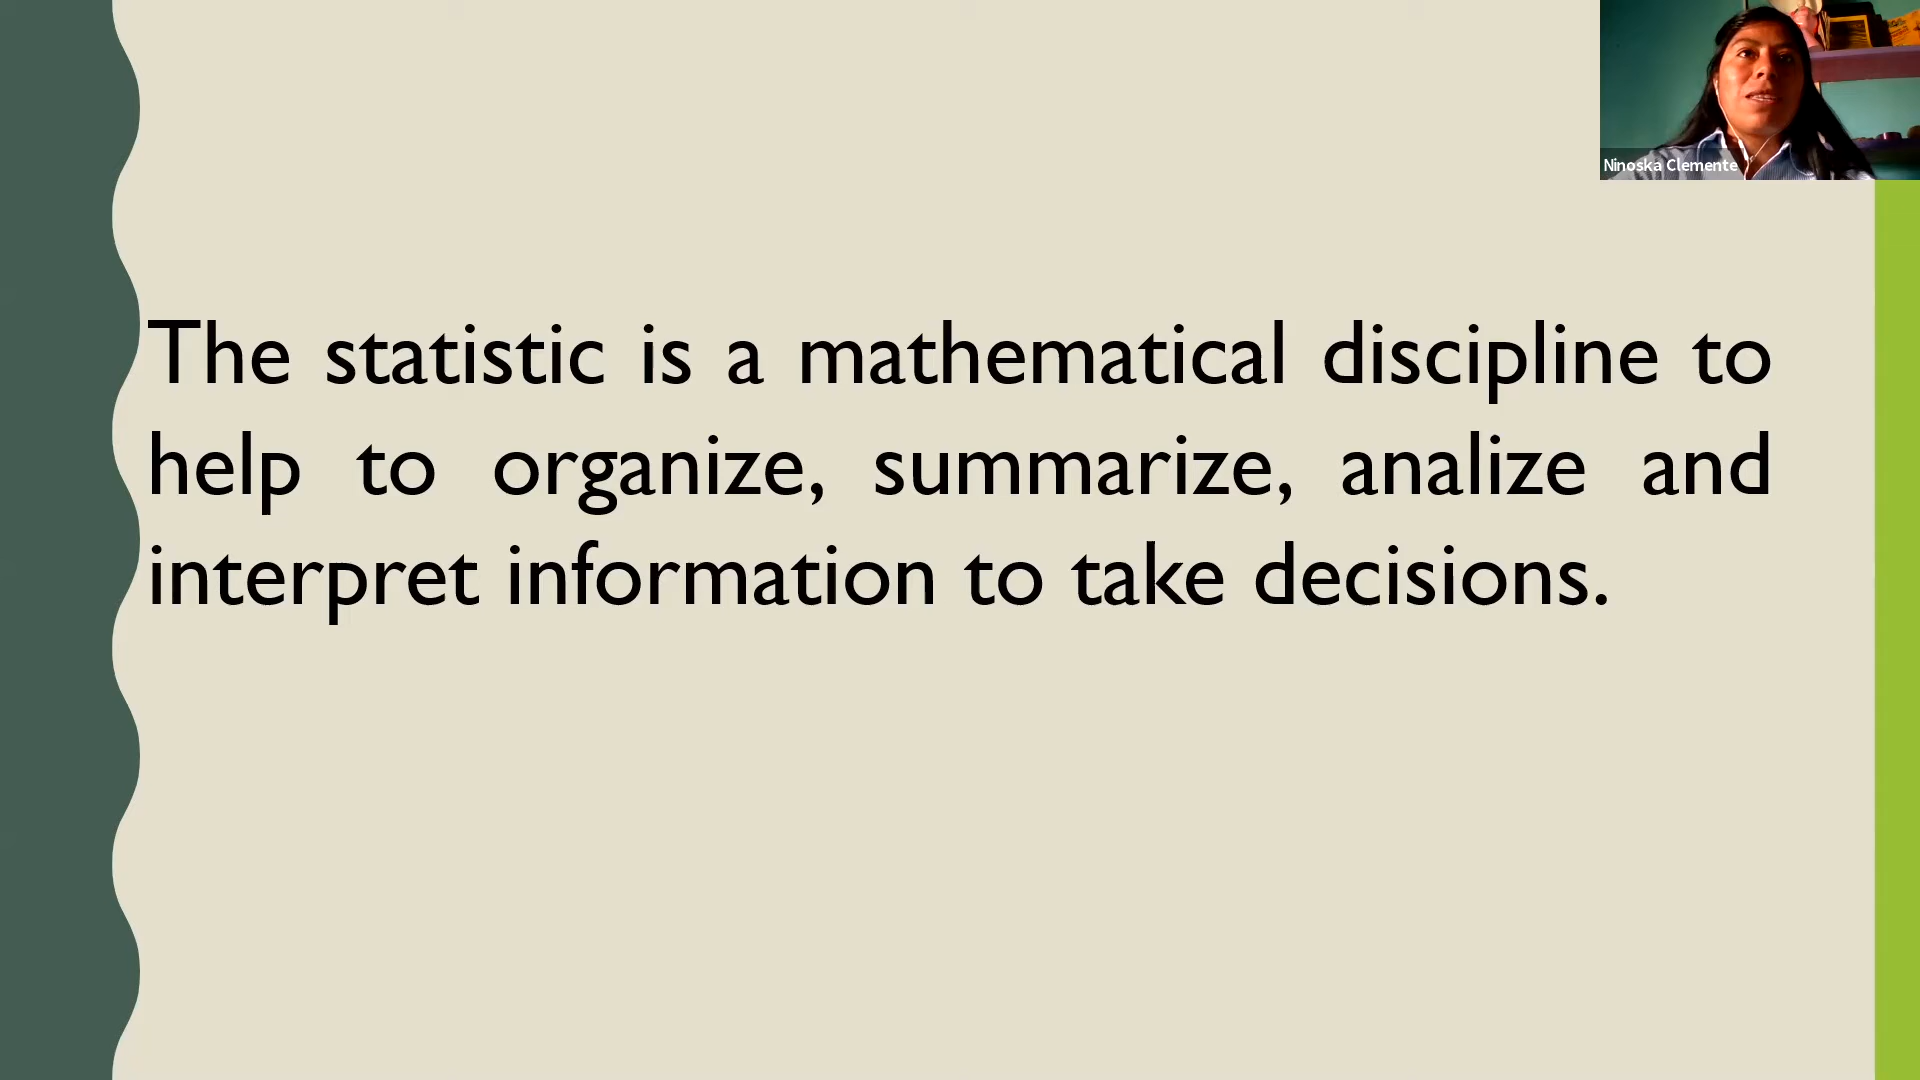 Ninoska Clemente
The statistic is a mathematical discipline to
help to organize, summarize, analize and
interpret information to take decisions.